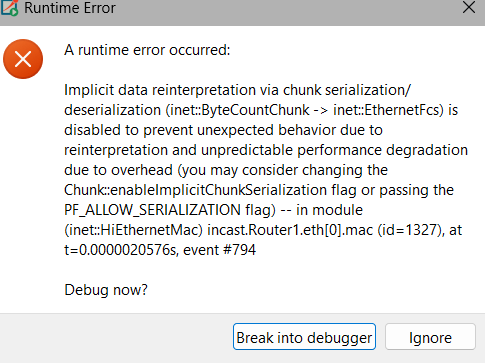 Runtime Error
A runtime error occurred:
Implicit data reinterpretation via chunk serialization/
deserialization (inet::ByteCountChunk -> inet::EthernetFcs) is
disabled to prevent unexpected behavior due to
reinterpretation and unpredictable performance degradation
due to overhead (you may consider changing the
Chunk::enableImplicitChunkSerialization flag or passing the
PF_ALLOW_SERIALIZATION flag) -- in module
(inet::HiEthernetMac) incast.Router1.eth[0].mac (id=1327), at
t=0.0000020576s, event #794
Debug now?
Break into debugger
Ignore